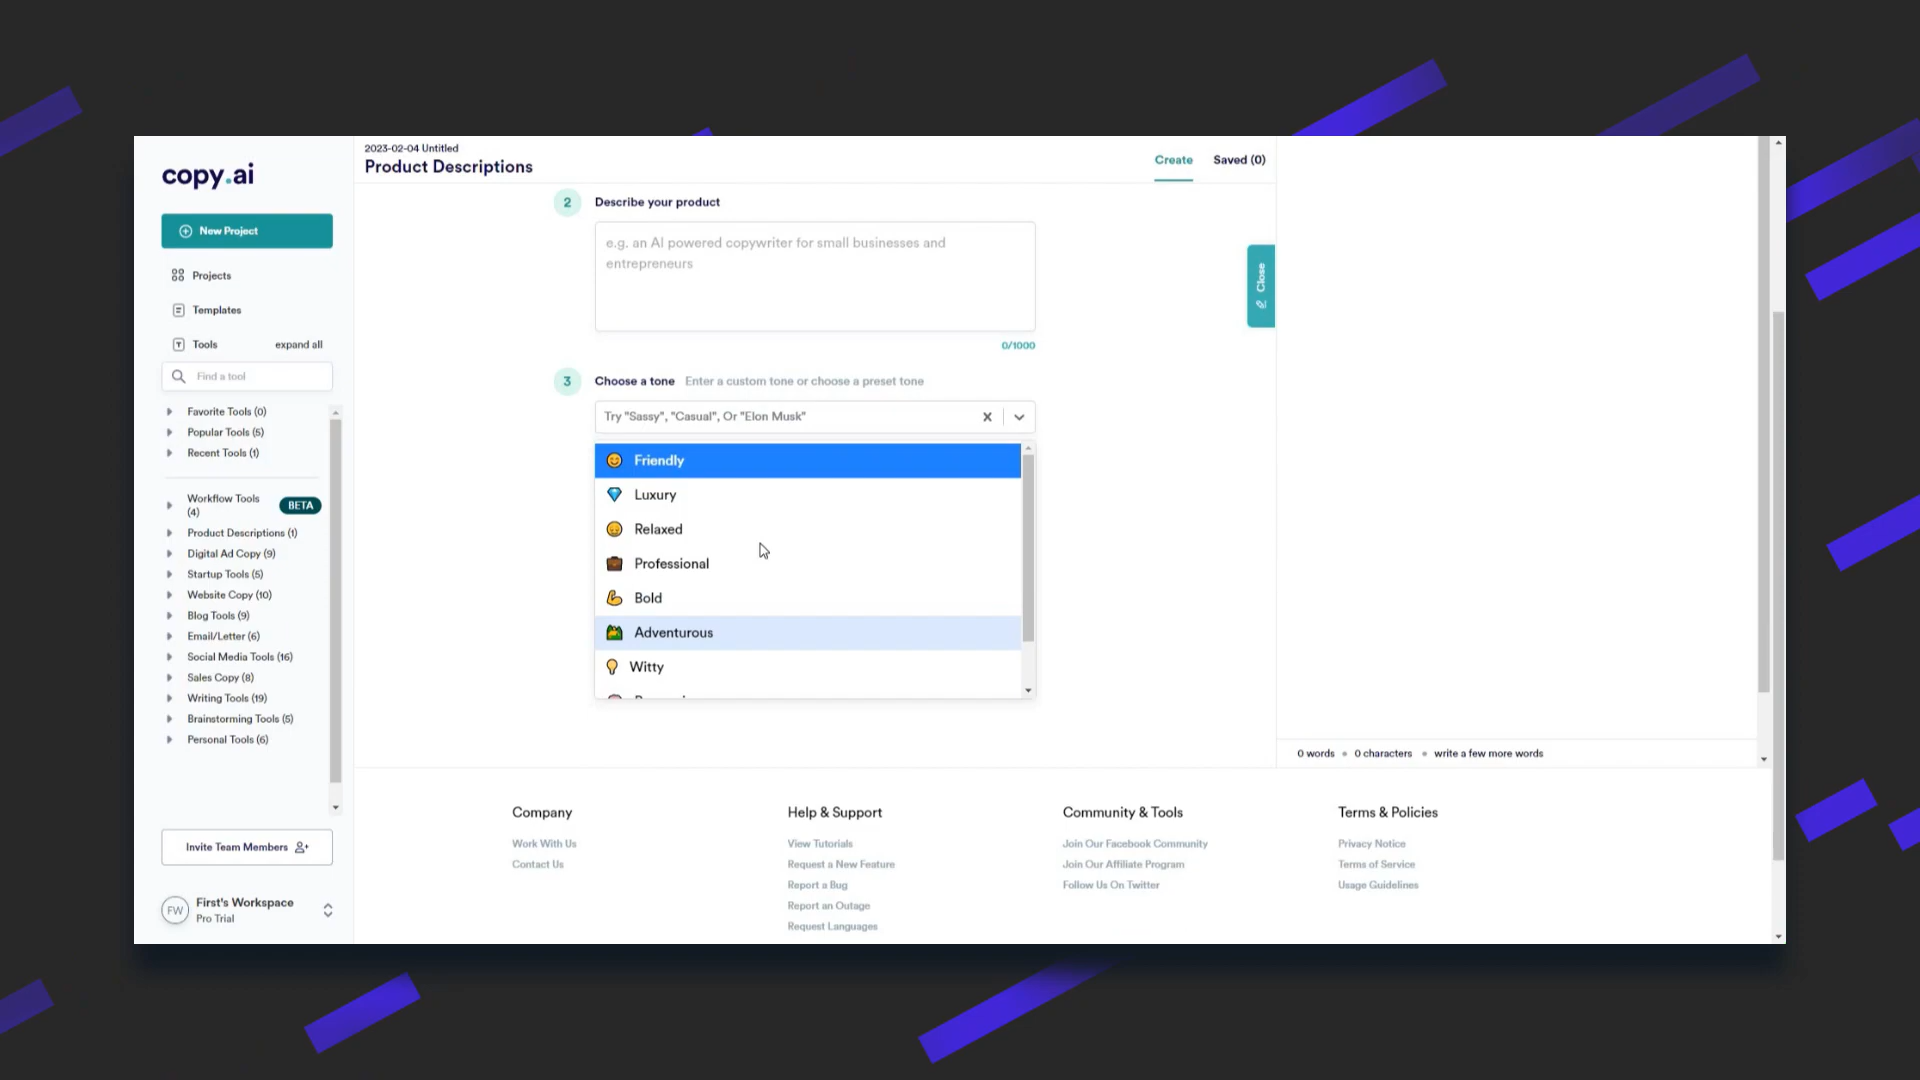 copy.ai
New Project
Projects
Templates
Tools
expand all
Find a tool
Favorite Tools (0)
Popular Tools (5)
Recent Tools (1)
Workflow Tools
(4)
BETA
Product Descriptions (1)
Digital Ad Copy (9)
Startup Tools (5)
Website Copy (10)
Blog Tools (9)
Email/Letter (6)
Social Media Tools (16)
Sales Copy (8)
Writing Tools (19)
Brainstorming Tools (5)
Personal Tools (6)
Invite Team Members
FW
First's Workspace
Pro Trial
2023-02-04 Untitled
Product Descriptions
Create
Saved (0)
2
Describe your product
e.g. an AI powered copywriter for small businesses and
entrepreneurs
0/1000
3
Choose a tone
Enter a custom tone or choose a preset tone
Try "Sassy", "Casual", Or "Elon Musk"
Friendly
Luxury
Relaxed
Professional
Bold
Adventurous
Witty
Close
0 words
0 characters
write a few more words
Company
Work With Us
Contact Us
Help & Support
View Tutorials
Request a New Feature
Report a Bug
Report an Outage
Request Languages
Community & Tools
Join Our Facebook Community
Join Our Affiliate Program
Follow Us On Twitter
Terms & Policies
Privacy Notice
Terms of Service
Usage Guidelines